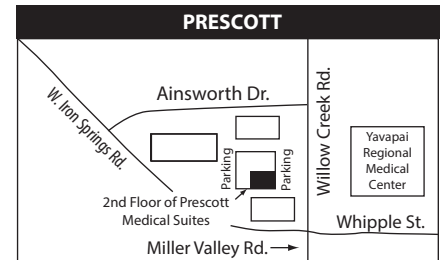 PRESCOTT
Ainsworth Dr.
W. Iron Springs Rd.
Willow Creek Rd.
Parking
Parking
Yavapai
Regional
Medical
Center
2nd Floor of Prescott
Medical Suites
Whipple St.
Miller Valley Rd.